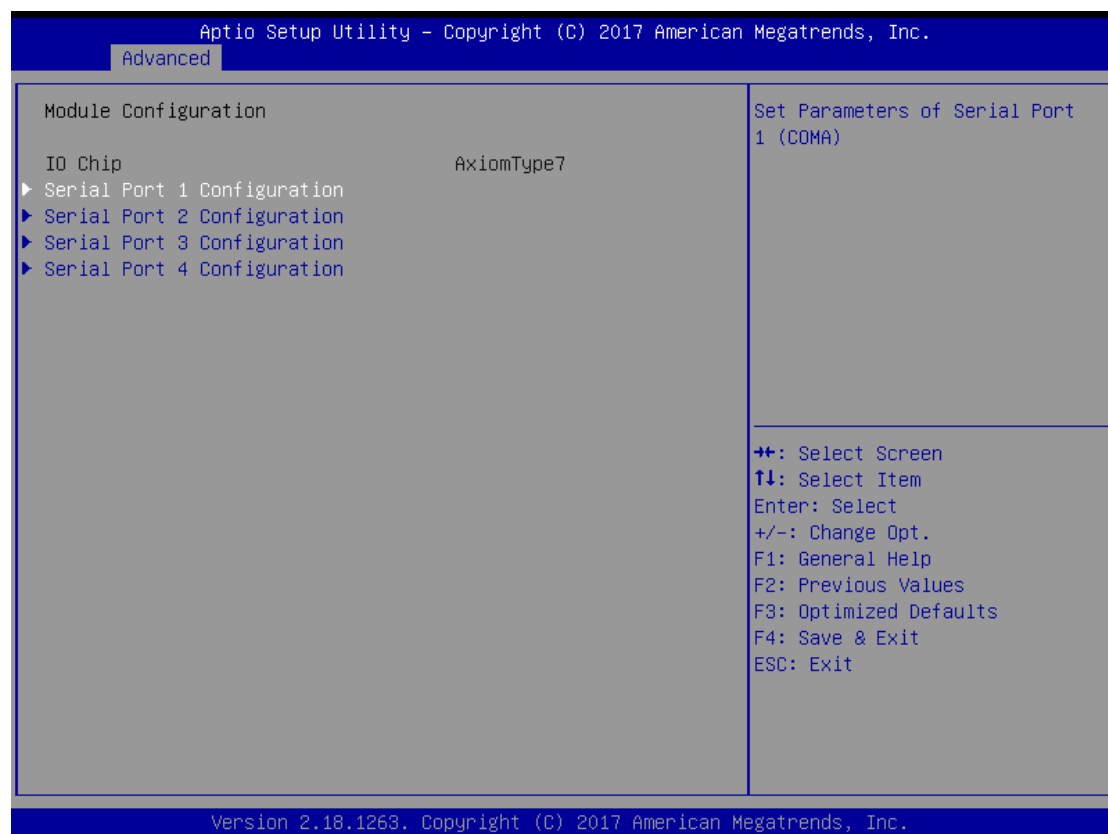 Aptio Setup Utility – Copyright (C) 2017 American Megatrends, Inc.
Advanced
Module Configuration
IO Chip AxiomType7
Serial Port 1 Configuration
Serial Port 2 Configuration
Serial Port 3 Configuration
Serial Port 4 Configuration
Set Parameters of Serial Port
1 (COMA)
→←: Select Screen
↑↓: Select Item
Enter: Select
+/-: Change Opt.
F1: General Help
F2: Previous Values
F3: Optimized Defaults
F4: Save & Exit
ESC: Exit
Version 2.18.1263. Copyright (C) 2017 American Megatrends, Inc.